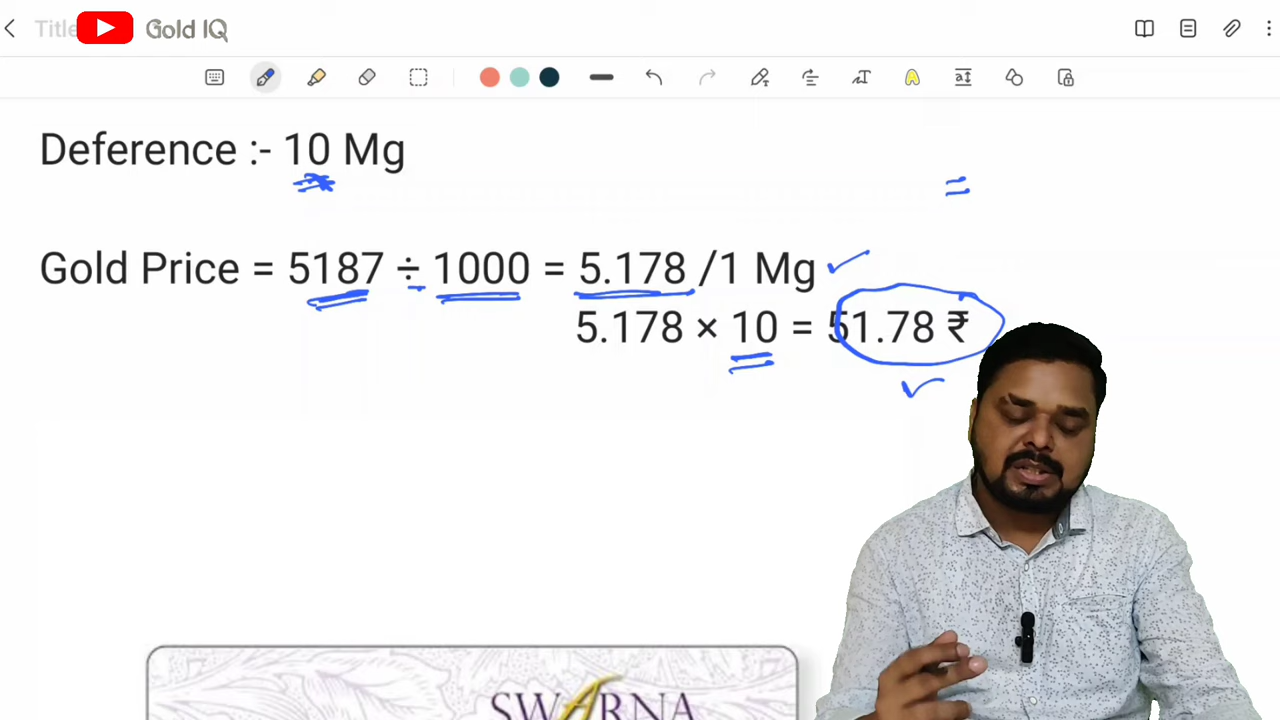 Title
Gold IQ
Deference :- 10 Mg
=
Gold Price = 5187 ÷ 1000 = 5.178 /1 Mg
5.178 × 10 = 51.78 ₹
SWARNA